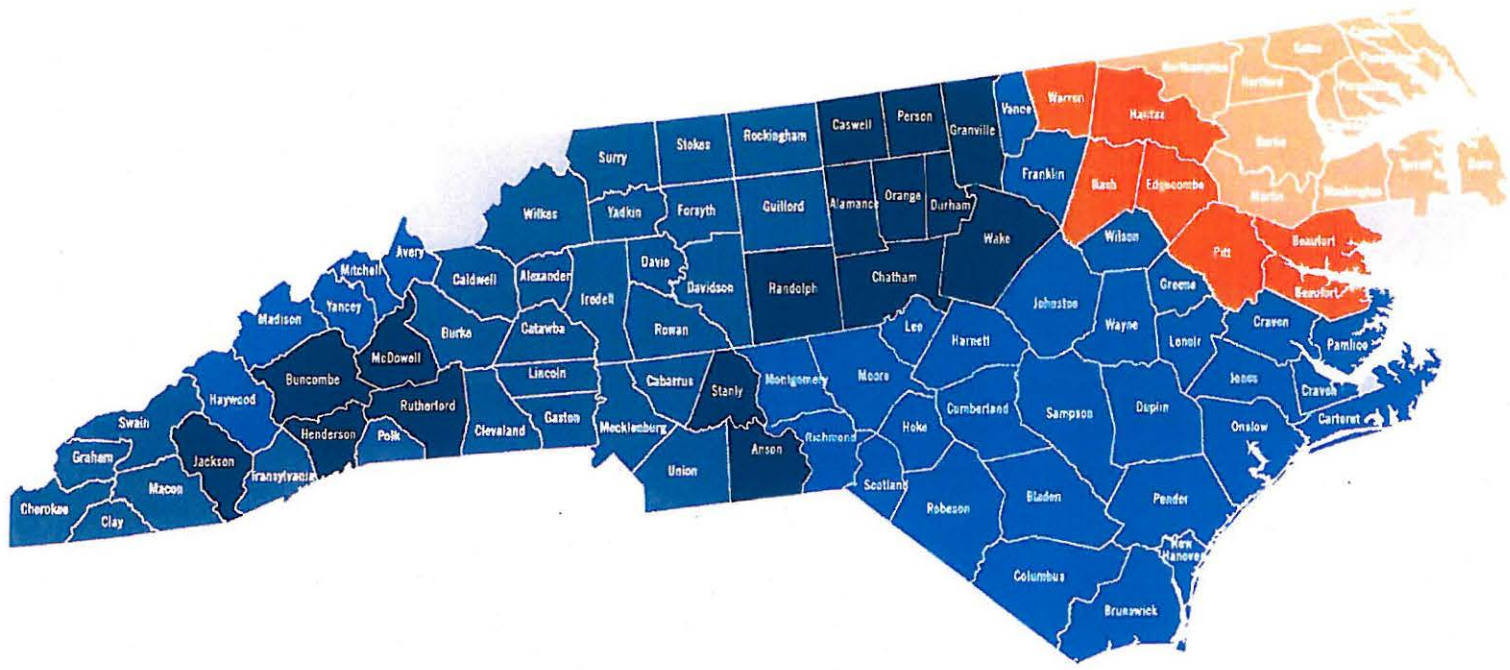 Northampton
Gates
Hertford
Warren
Halifax
Vance
Person
Caswell
Granville
Rockingham
Stokes
Surry
Bertie
Franklin
Nash
Edgecombe
Martin
Washington
Tyrrell
Dare
Orange
Durham
Alamance
Guilford
Forsyth
Yadkin
Wilkes
Wake
Wilson
Pitt
Beaufort
Beaufort
Avery
Mitchell
Caldwell
Alexander
Davie
Davidson
Randolph
Chatham
Iredell
Johnston
Greene
Madison
Yancey
Burke
Catawba
Rowan
Lee
Harnett
Wayne
Lenoir
Craven
Pamlico
McDowell
Buncombe
Lincoln
Cabarrus
Stanly
Montgomery
Moore
Haywood
Rutherford
Gaston
Cleveland
Mecklenburg
Hoke
Cumberland
Sampson
Duplin
Jones
Craven
Carteret
Onslow
Swain
Henderson
Polk
Richmond
Graham
Jackson
Transylvania
Union
Anson
Scotland
Macon
Cherokee
Clay
Robeson
Bladen
Pender
New
Hanover
Columbus
Brunswick